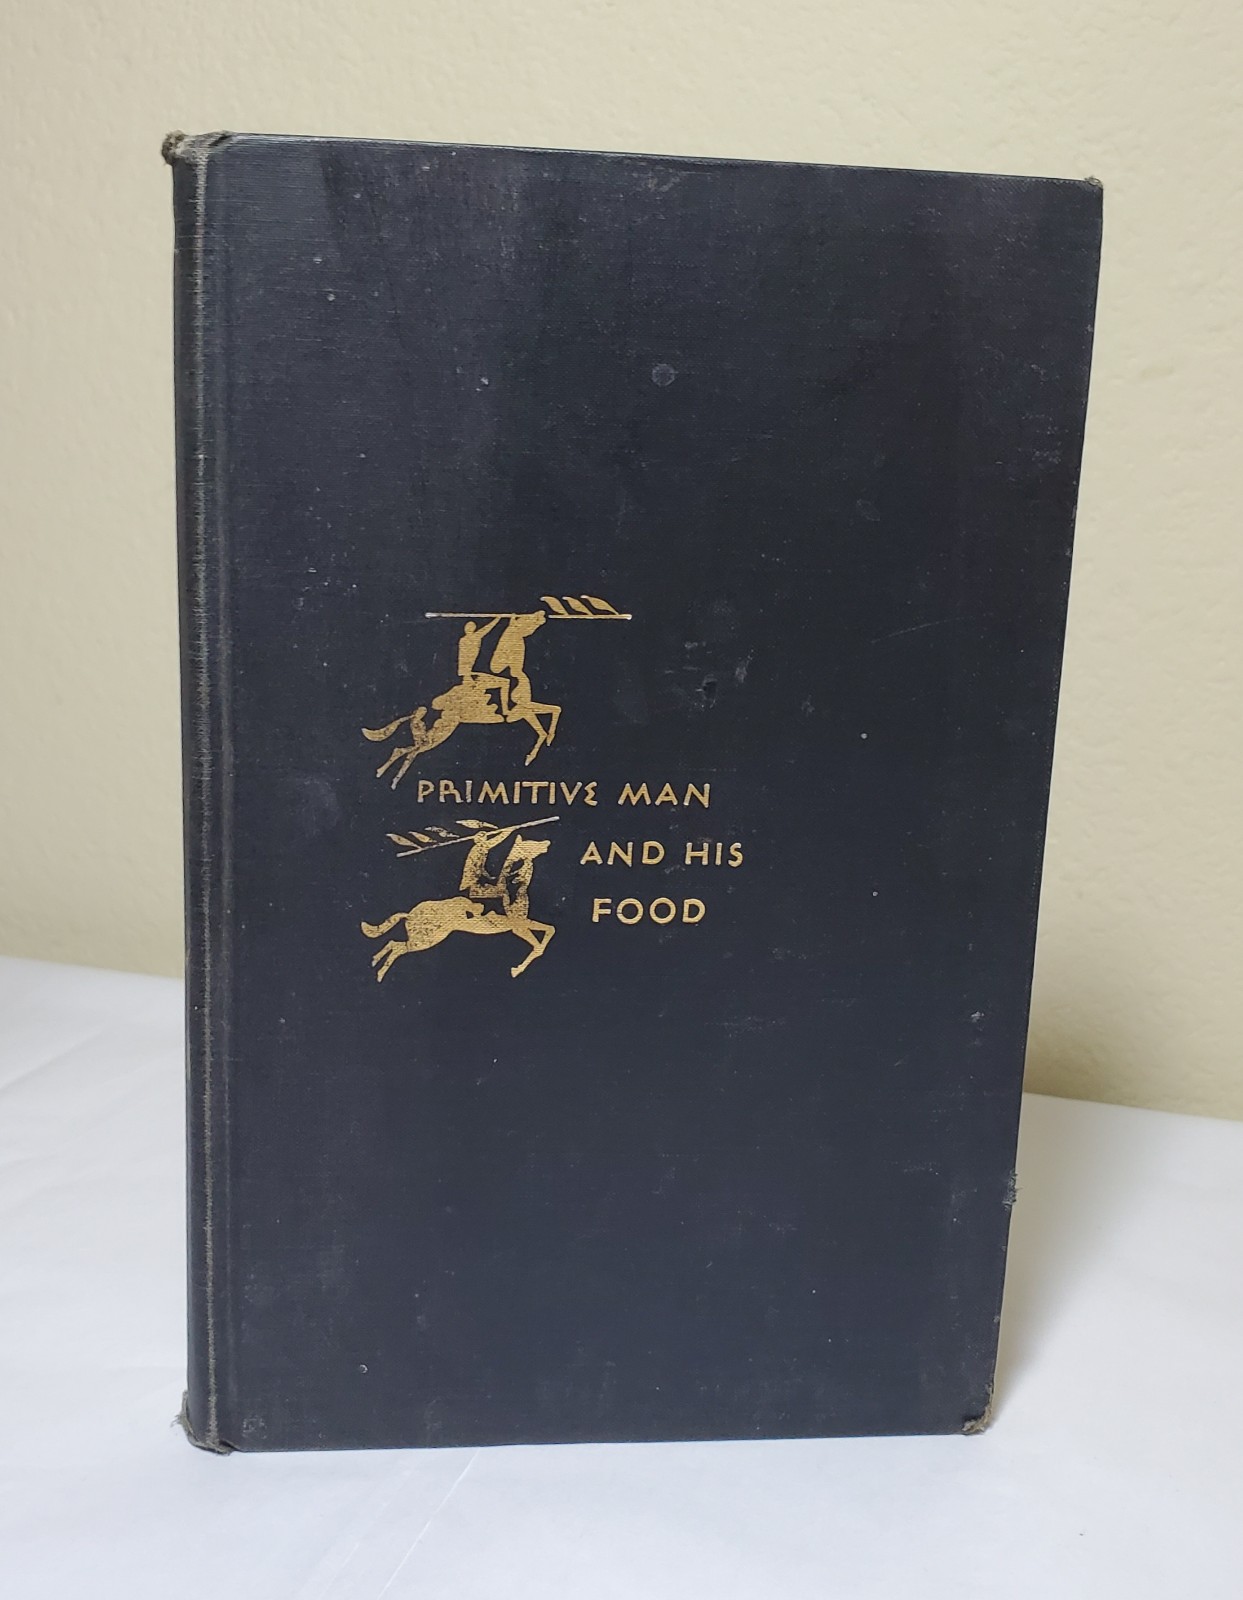 PRIMITIVE MAN
AND HIS
FOOD